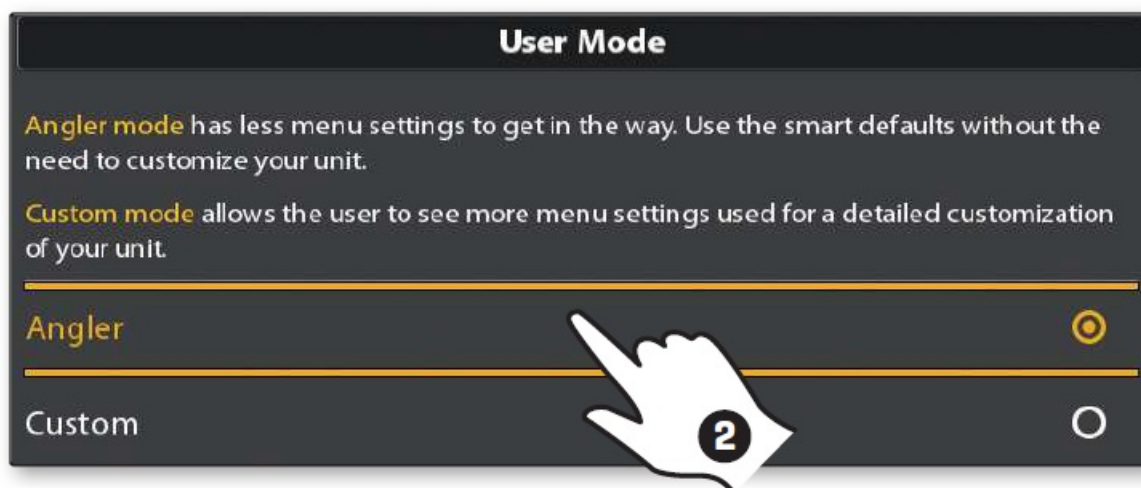 User Mode
Angler mode has less menu settings to get in the way. Use the smart defaults without the
need to customize your unit.
Custom mode allows the user to see more menu settings used for a detailed customization
of your unit.
Angler
Custom
2